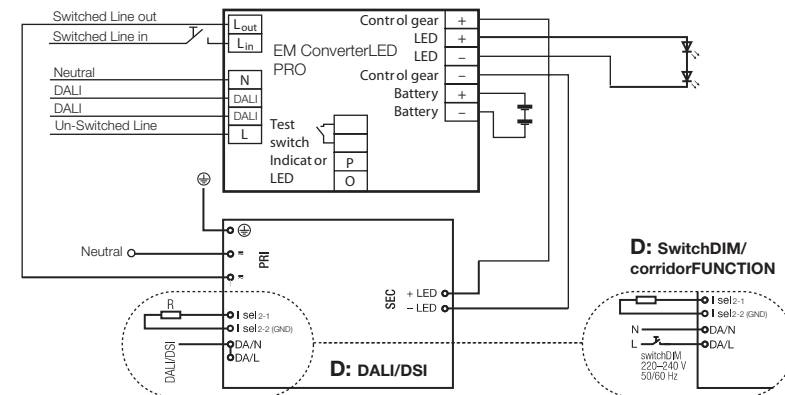 Switched Line out
Switched Line in
Neutral
DALI
DALI
Un-Switched Line
Lout
Lin
N
DALI
DALI
L
EM ConverterLED
PRO
Test
switch
Indicator
LED
P
O
Control gear +
LED +
LED –
Control gear –
Battery +
Battery –
Neutral
PRI
SEC
+ LED
– LED
R
I sel2-1
I sel2-2 (GND)
DA/N
DA/L
DALI/DSI
D: DALI/DSI
D: SwitchDIM/
corridorFUNCTION
I sel2-1
I sel2-2 (GND)
N
DA/N
L
DA/L
switchDIM
220–240 V
50/60 Hz